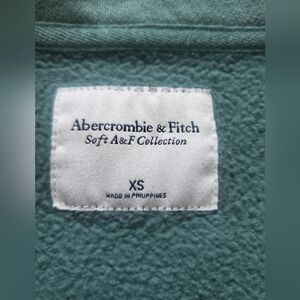 Abercrombie & Fitch
Soft A&F Collection
XS
MADE IN PHILIPPINES